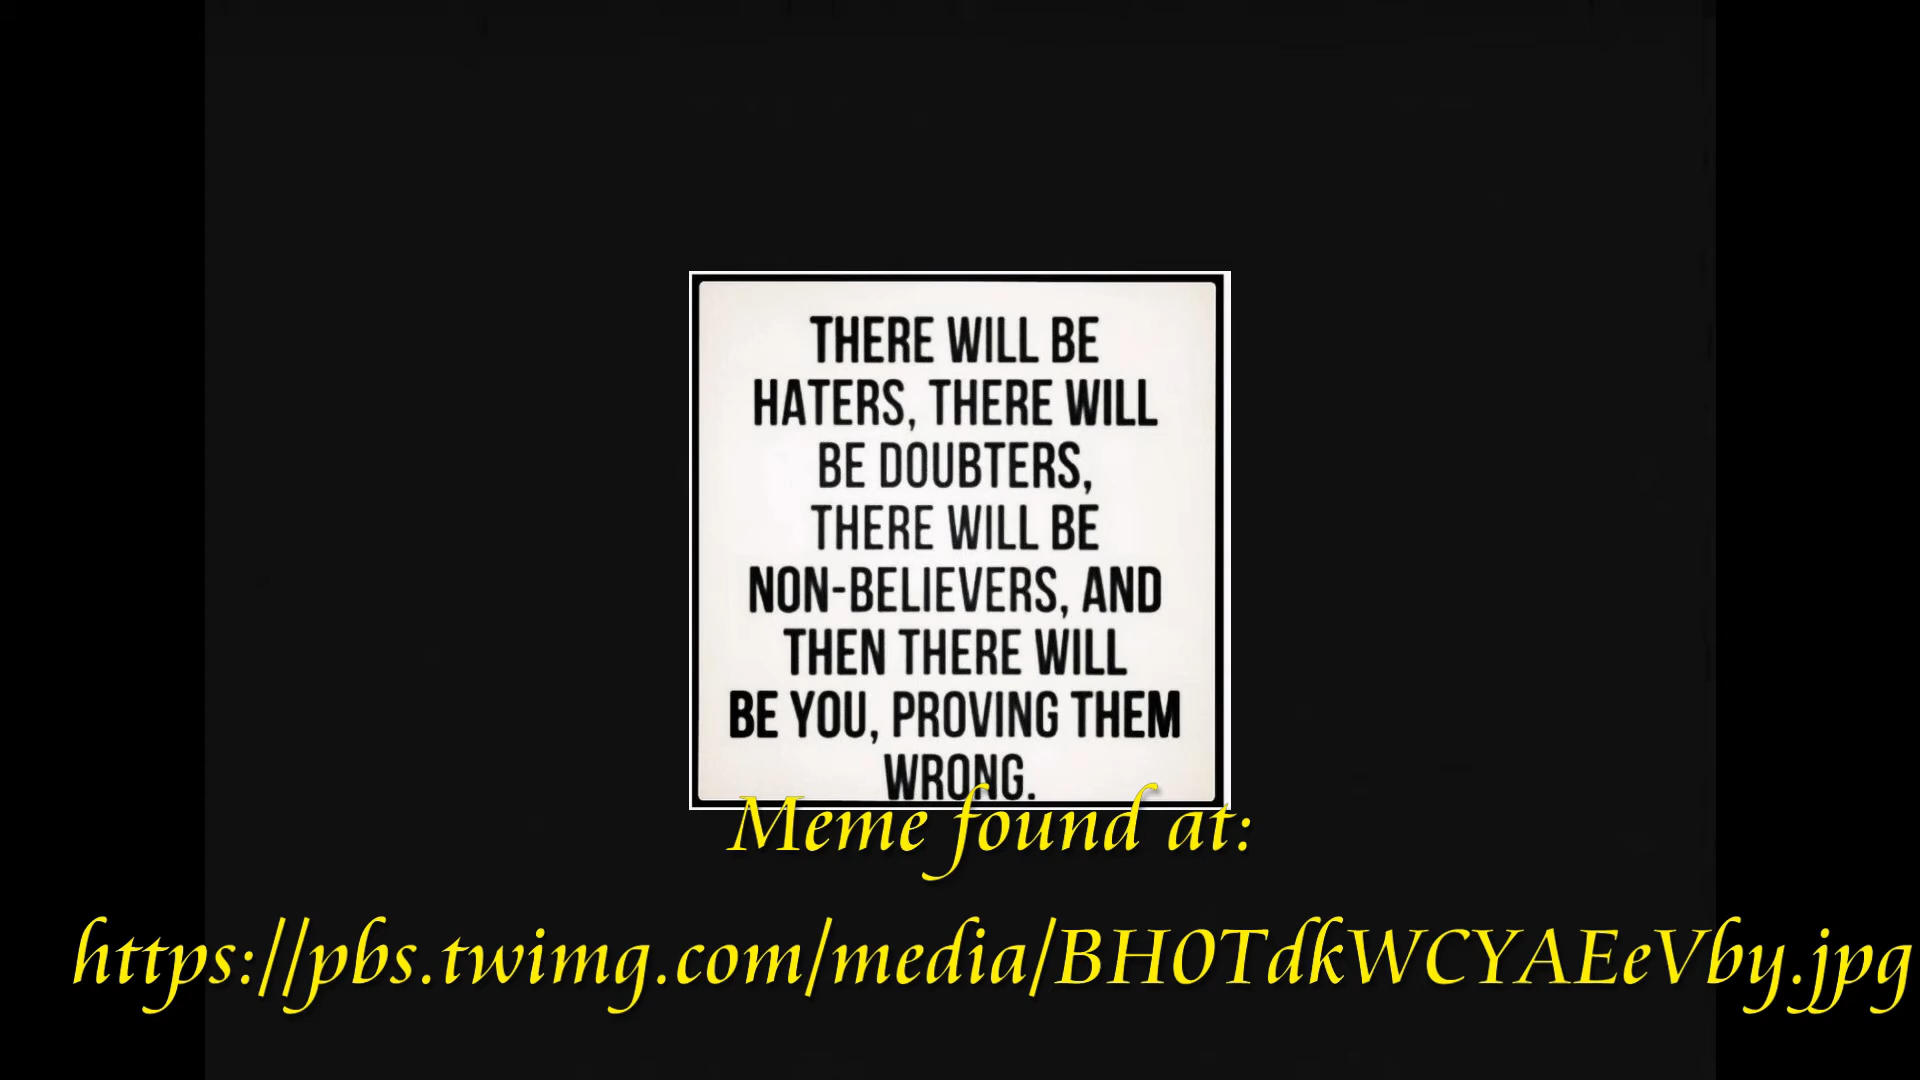 THERE WILL BE
HATERS, THERE WILL
BE DOUBTERS,
THERE WILL BE
NON-BELIEVERS, AND
THEN THERE WILL
BE YOU, PROVING THEM
WRONG.
Meme found at:
https://pbs.twimg.com/media/BH0TdkWCYAEeVby.jpg